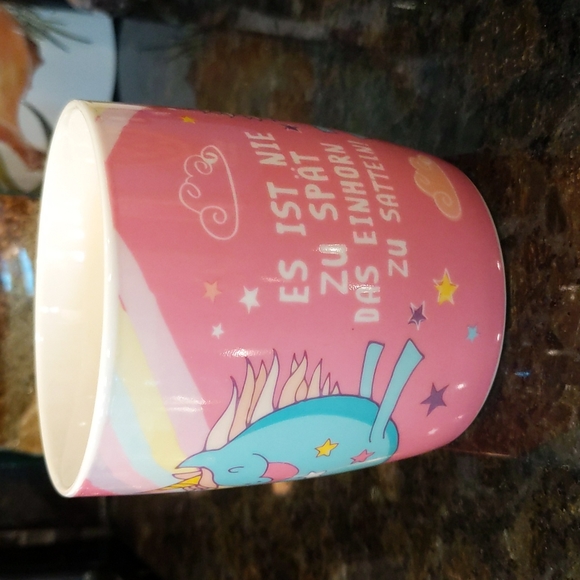 ES IST NIE
ZU SPÄT
DAS EINHORN
ZU SATTELN!